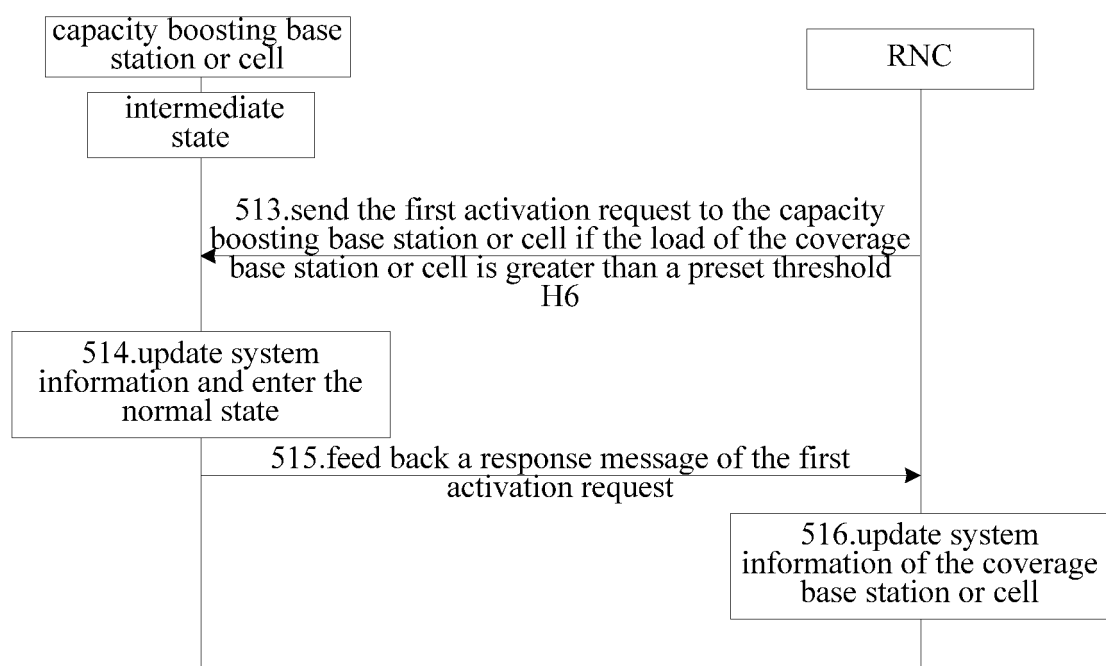 capacity boosting base
station or cell
RNC
intermediate
state
513.send the first activation request to the capacity
boosting base station or cell if the load of the coverage
base station or cell is greater than a preset threshold
H6
514.update system
information and enter the
normal state
515.feed back a response message of the first
activation request
516.update system
information of the coverage
base station or cell